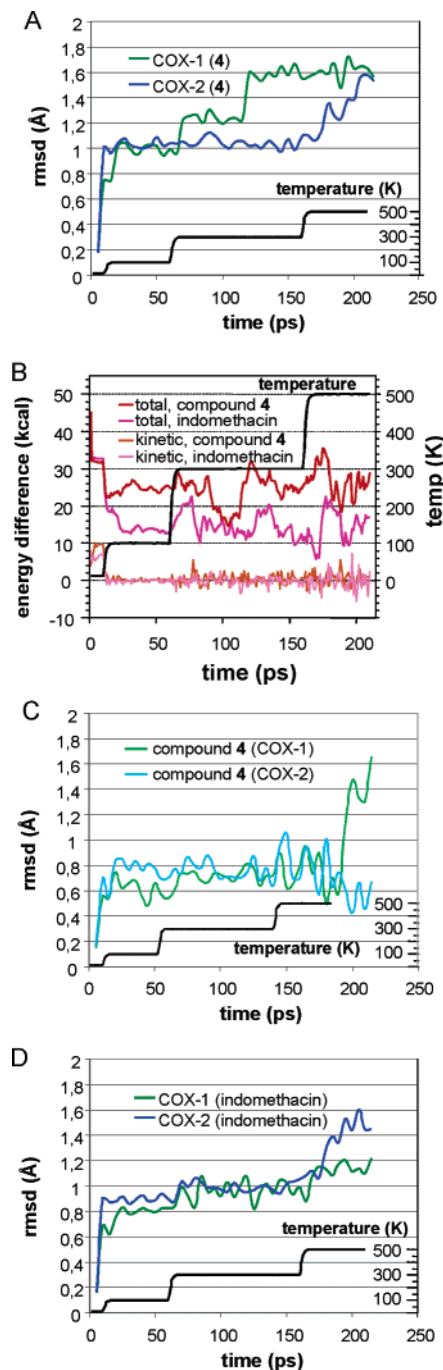 A
2
1,8
1,6
1,4
1,2
1
0,8
0,6
0,4
0,2
0
rmsd (Å)
COX-1 (4)
COX-2 (4)
temperature (K)
500
300
100
0 50 100 150 200 250
time (ps)
B
50
40
30
20
10
0
-10
energy difference (kcal)
temperature
total, compound 4
total, indomethacin
kinetic, compound 4
kinetic, indomethacin
500
400
300
200
100
0
temp (K)
0 50 100 150 200
time (ps)
C
2
1,8
1,6
1,4
1,2
1
0,8
0,6
0,4
0,2
0
rmsd (Å)
compound 4 (COX-1)
compound 4 (COX-2)
500
300
100
temperature (K)
0 50 100 150 200 250
time (ps)
D
2
1,8
1,6
1,4
1,2
1
0,8
0,6
0,4
0,2
0
rmsd (Å)
COX-1 (indomethacin)
COX-2 (indomethacin)
temperature (K)
500
300
100
0 50 100 150 200 250
time (ps)